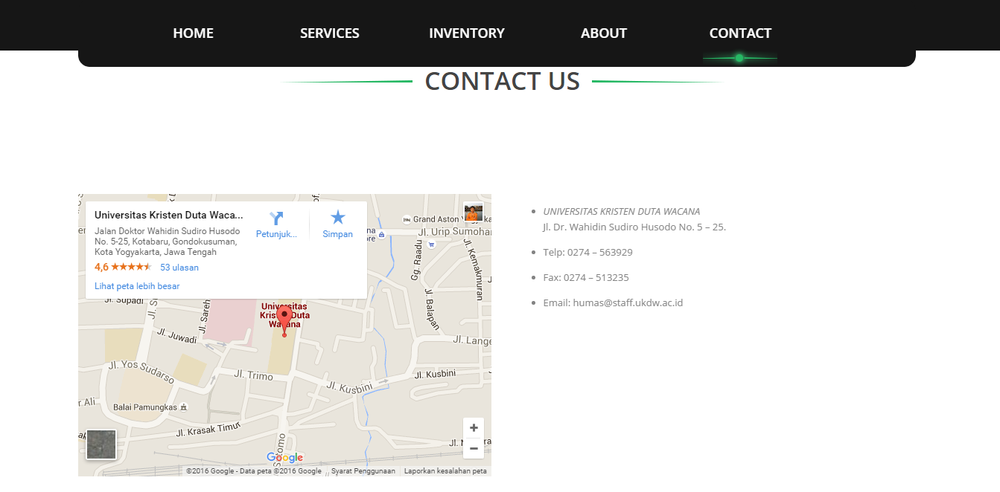 HOME SERVICES INVENTORY ABOUT CONTACT
CONTACT US
Universitas Kristen Duta Waca...
Jalan Doktor Wahidin Sudiro Husodo
No. 5-25, Kotabaru, Gondokusuman,
Kota Yogyakarta, Jawa Tengah
4,6 53 ulasan
Lihat peta lebih besar
Petunjuk...
Simpan
Grand Aston
Jl. Urip Sumohar
Gg. Raadu
Jl. Kemakmuran
Jl. Balapan
Jl. Supadi
Jl. Sareh
Universitas
Kristen Duta
Wacana
Jl. Juwadi
Jl. Lange
Jl. Yos Sudarso
Jl. Trimo
Jl. Kusbini
Jl. Kusbini
r Ali
Balai Pamungkas
Jl. Krasak Timur
Google
©2016 Google - Data peta ©2016 Google Syarat Penggunaan Laporkan kesalahan peta
UNIVERSITAS KRISTEN DUTA WACANA
Jl. Dr. Wahidin Sudiro Husodo No. 5 – 25.
Telp: 0274 – 563929
Fax: 0274 – 513235
Email: humas@staff.ukdw.ac.id